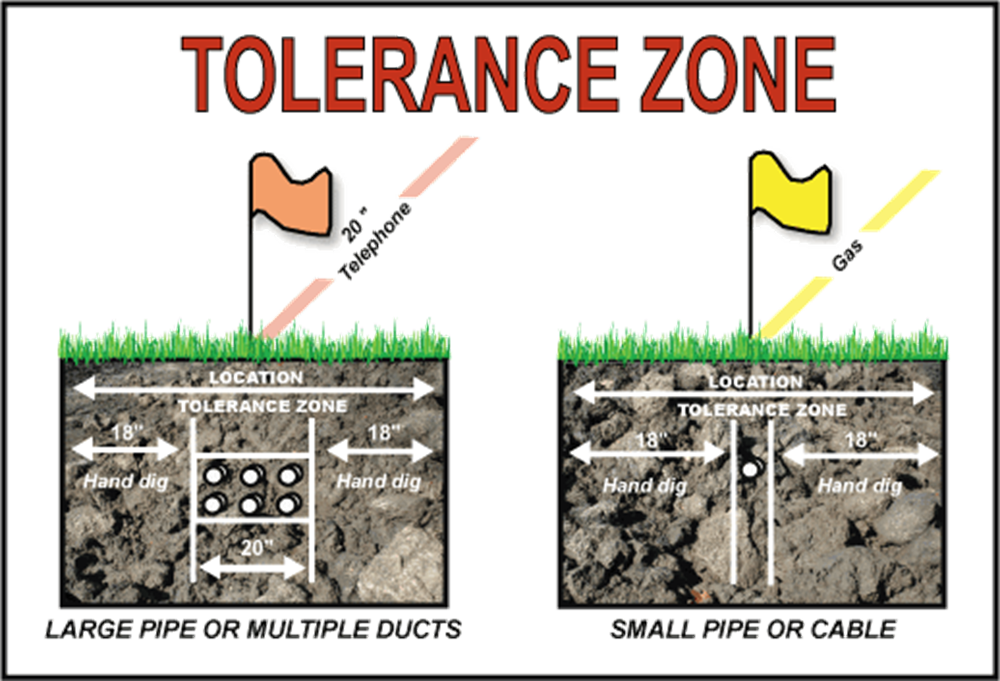 TOLERANCE ZONE
20 "
Telephone
Gas
LOCATION
TOLERANCE ZONE
18"
18"
Hand dig
Hand dig
20"
LARGE PIPE OR MULTIPLE DUCTS
LOCATION
TOLERANCE ZONE
18"
18"
Hand dig
Hand dig
SMALL PIPE OR CABLE